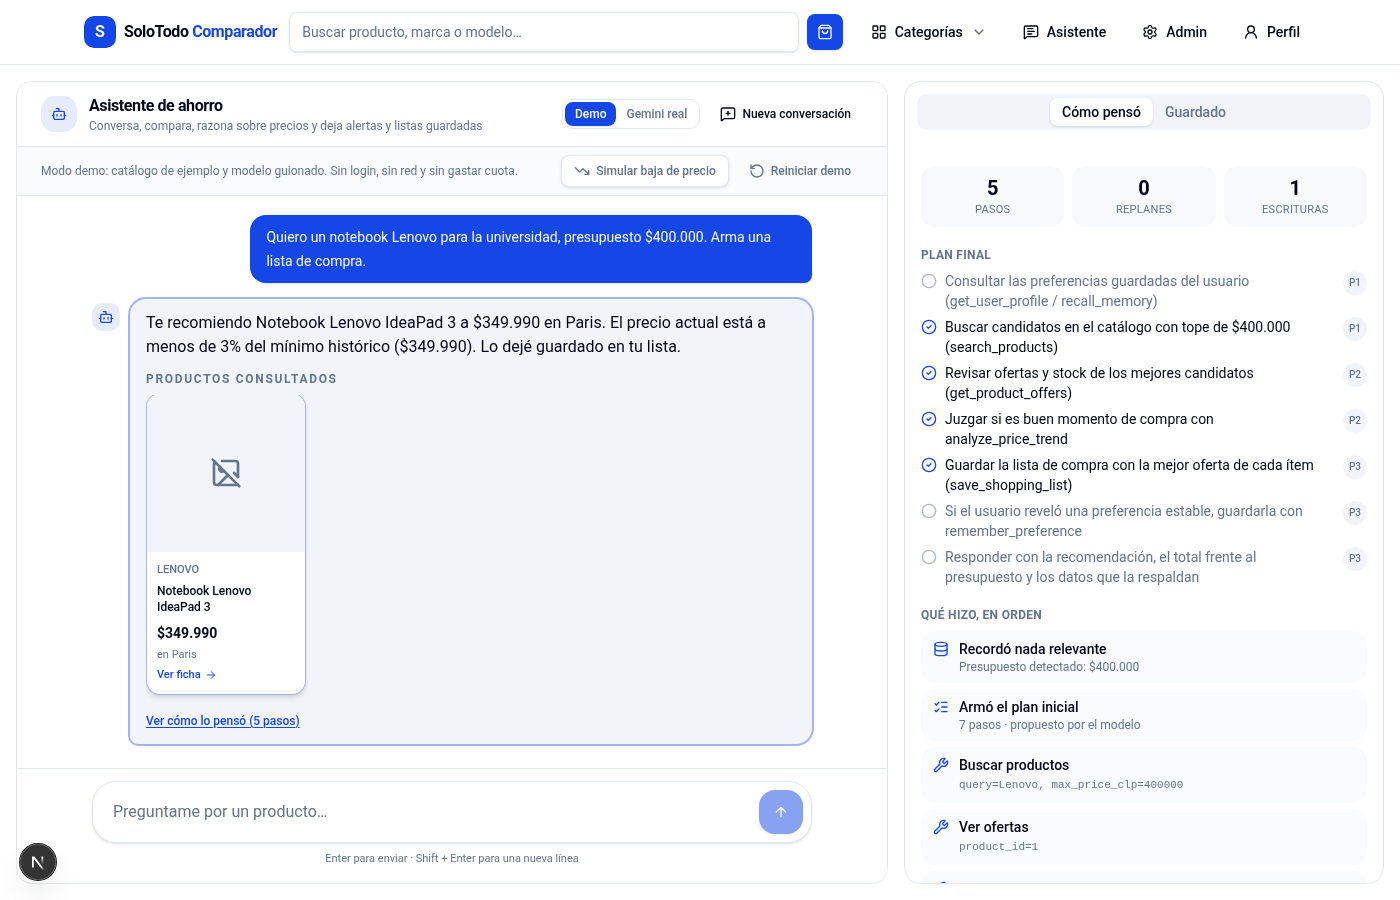 S SoloTodo Comparador
Buscar producto, marca o modelo...
Categorías
Asistente
Admin
Perfil
Asistente de ahorro
Conversa, compara, razona sobre precios y deja alertas y listas guardadas
Demo
Gemini real
Nueva conversación
Modo demo: catálogo de ejemplo y modelo guionado. Sin login, sin red y sin gastar cuota.
Simular baja de precio
Reiniciar demo
Quiero un notebook Lenovo para la universidad, presupuesto $400.000. Arma una
lista de compra.
Te recomiendo Notebook Lenovo IdeaPad 3 a $349.990 en Paris. El precio actual está a
menos de 3% del mínimo histórico ($349.990). Lo dejé guardado en tu lista.
PRODUCTOS CONSULTADOS
LENOVO
Notebook Lenovo
IdeaPad 3
$349.990
en Paris
Ver ficha
Ver cómo lo pensó (5 pasos)
Preguntame por un producto...
Enter para enviar · Shift + Enter para una nueva línea
N
Cómo pensó
Guardado
5
PASOS
0
REPLANES
1
ESCRITURAS
PLAN FINAL
Consultar las preferencias guardadas del usuario
(get_user_profile / recall_memory)
P1
Buscar candidatos en el catálogo con tope de $400.000
(search_products)
P1
Revisar ofertas y stock de los mejores candidatos
(get_product_offers)
P2
Juzgar si es buen momento de compra con
analyze_price_trend
P2
Guardar la lista de compra con la mejor oferta de cada ítem
(save_shopping_list)
P3
Si el usuario reveló una preferencia estable, guardarla con
remember_preference
P3
Responder con la recomendación, el total frente al
presupuesto y los datos que la respaldan
P3
QUÉ HIZO, EN ORDEN
Recordó nada relevante
Presupuesto detectado: $400.000
Armó el plan inicial
7 pasos · propuesto por el modelo
Buscar productos
query=Lenovo, max_price_clp=400000
Ver ofertas
product_id=1